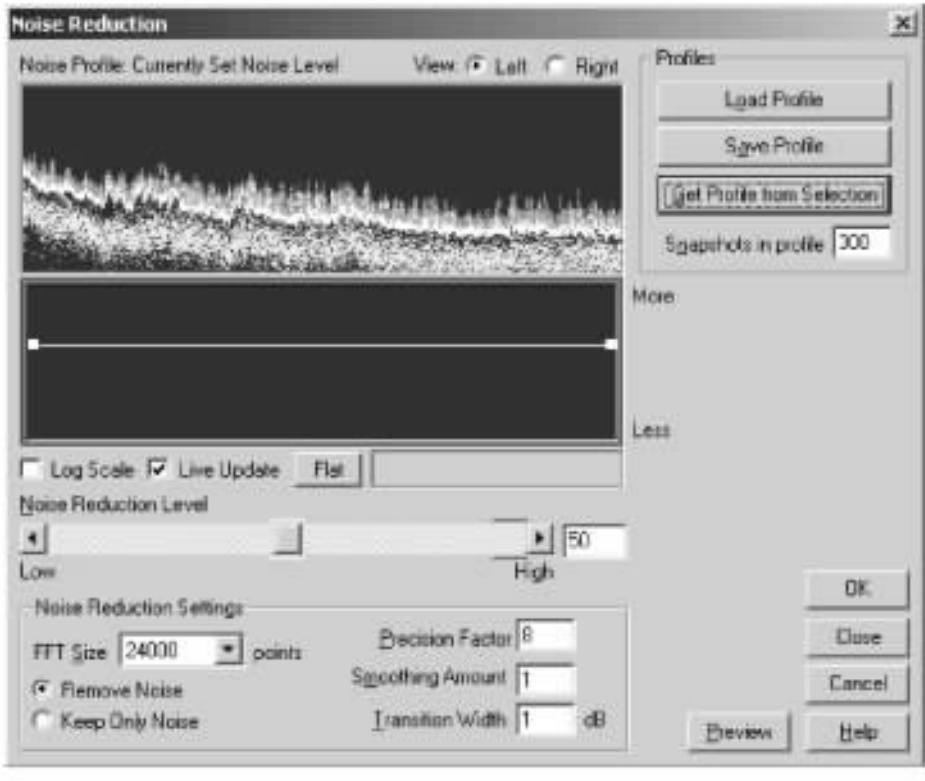 Noise Reduction
Noise Profile: Currently Set Noise Level
View: Left Right
Profiles
Load Profile
Save Profile
Get Profile from Selection
Snapshots in profile 300
More
Less
Log Scale Live Update Flat
Noise Reduction Level
50
Low High
Noise Reduction Settings
FFT Size 24000 points
Remove Noise
Keep Only Noise
Precision Factor 8
Smoothing Amount 1
Transition Width 1 dB
OK
Close
Cancel
Preview Help